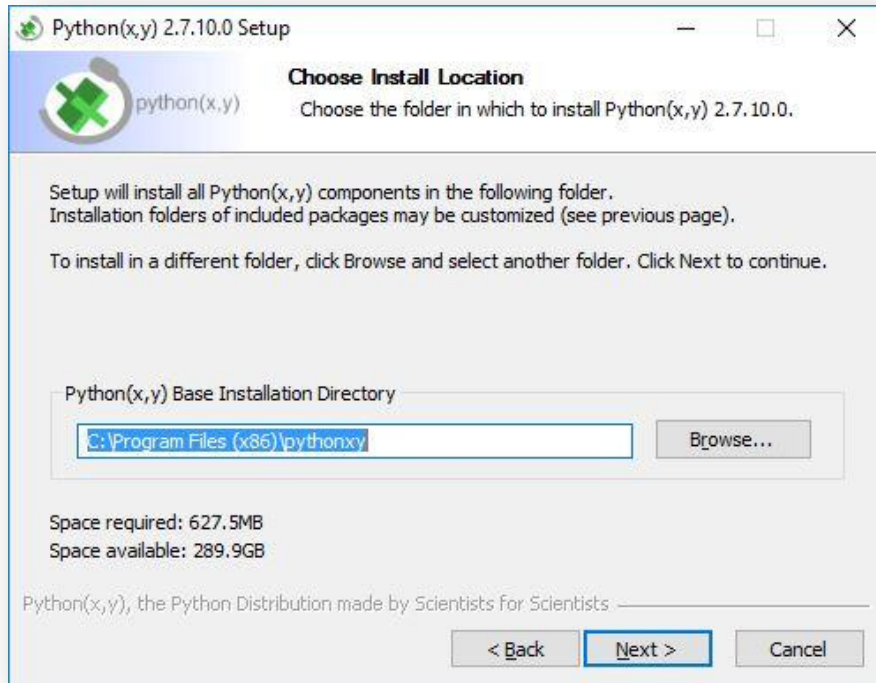 Python(x,y) 2.7.10.0 Setup
python(x,y)
Choose Install Location
Choose the folder in which to install Python(x,y) 2.7.10.0.
Setup will install all Python(x,y) components in the following folder.
Installation folders of included packages may be customized (see previous page).
To install in a different folder, click Browse and select another folder. Click Next to continue.
Python(x,y) Base Installation Directory
C:\Program Files (x86)\pythonxy
Browse...
Space required: 627.5MB
Space available: 289.9GB
Python(x,y), the Python Distribution made by Scientists for Scientists
< Back
Next >
Cancel